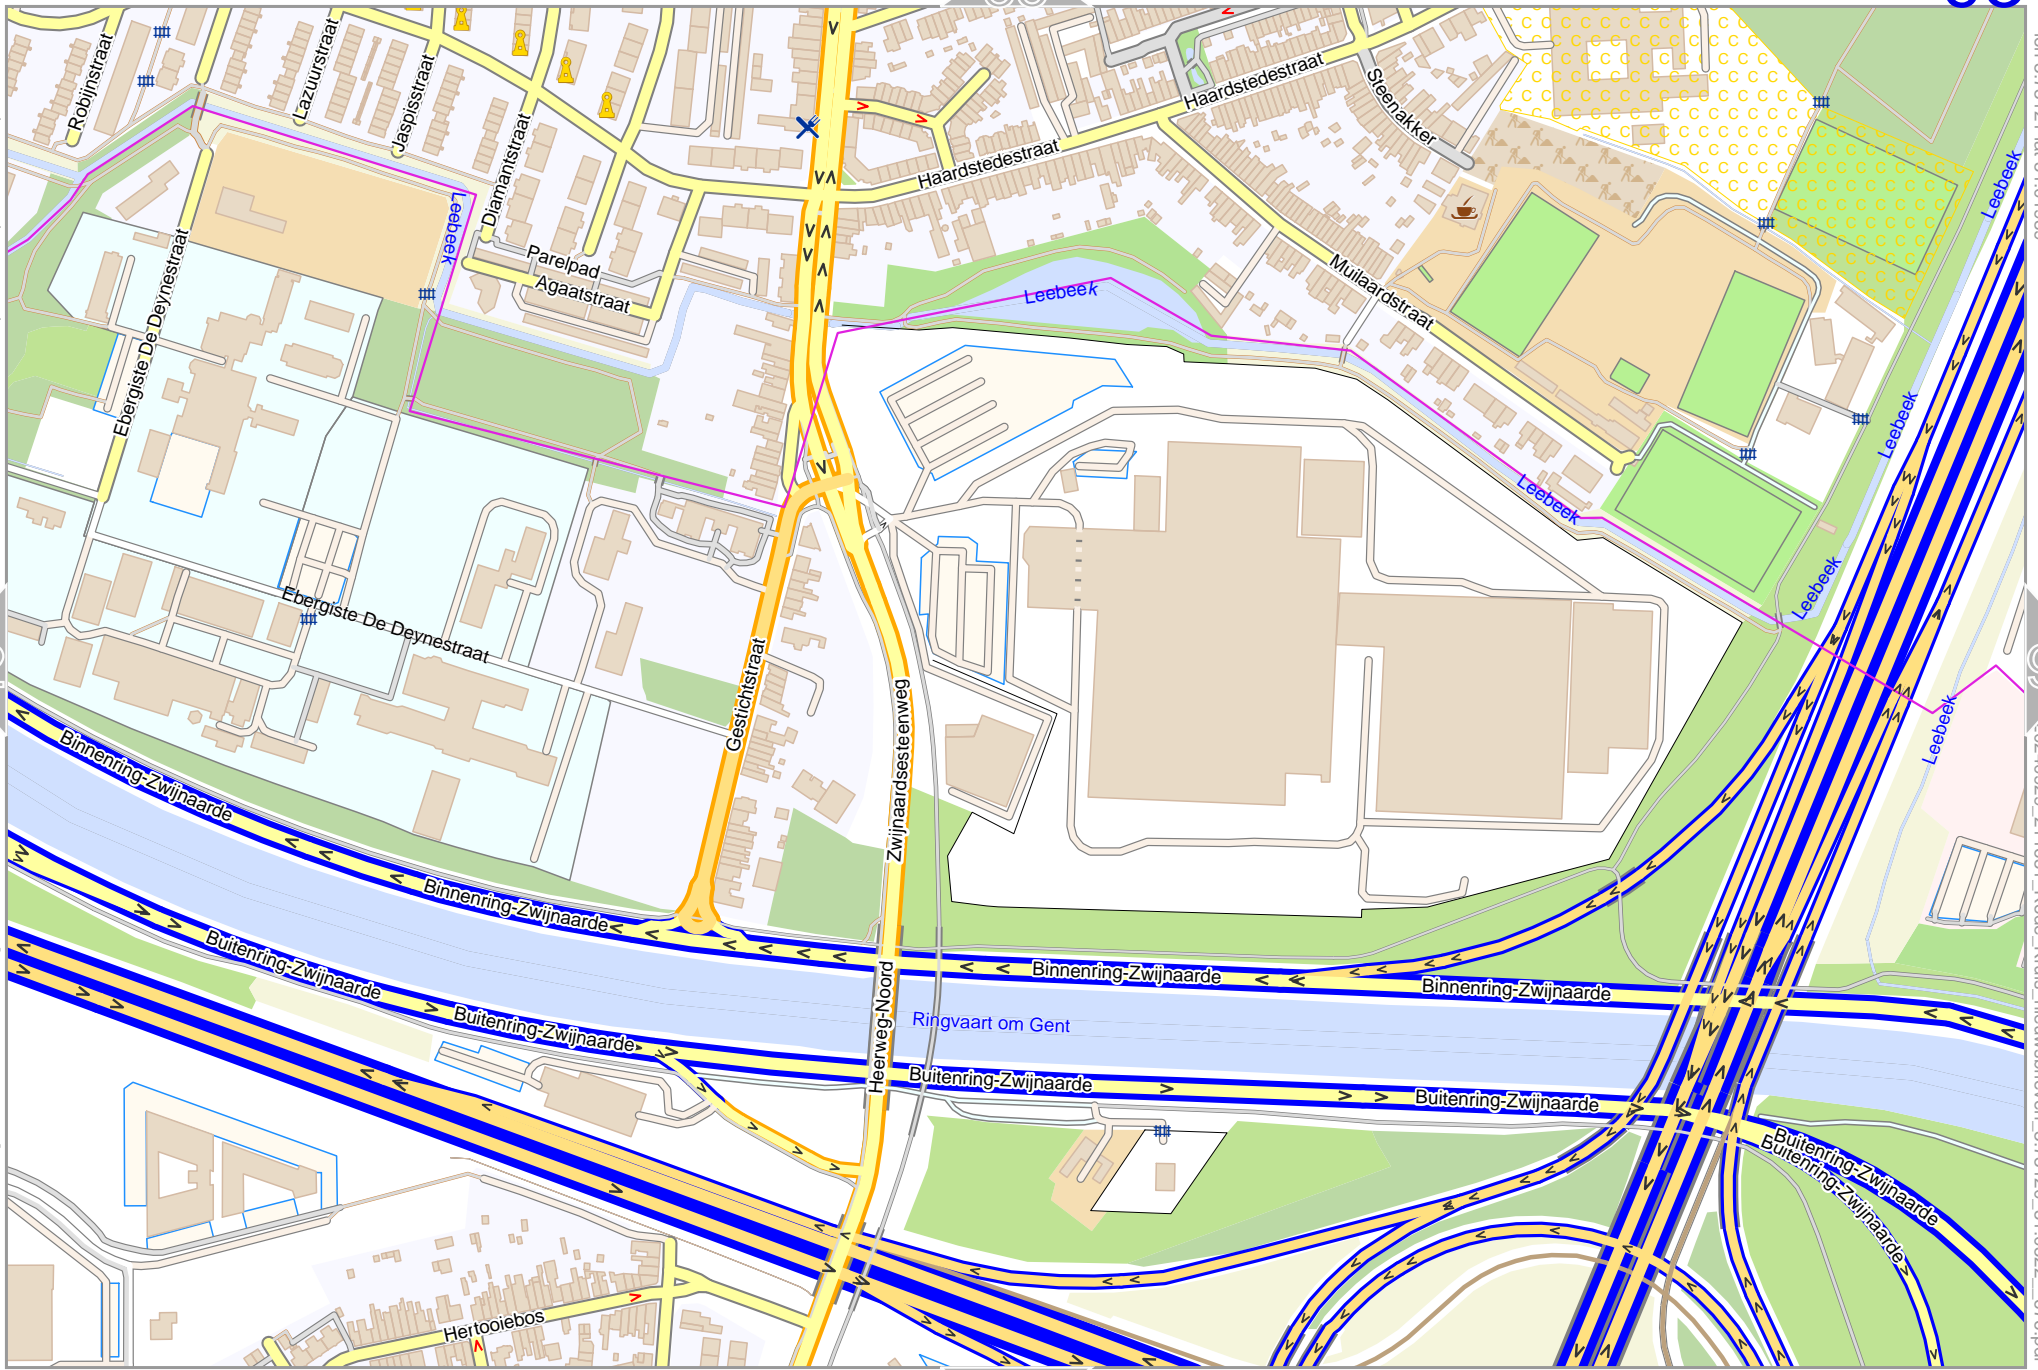 Robijnstraat
Lazuurstraat
Jaspisstraat
Diamantstraat
Haardstedestraat
Steenakker
Haardstedestraat
Leebeek
Leebeek
Parelpad
Agaatstraat
Ebergiste De Deynestraat
Leebeek
Muilaardstraat
Leebeek
Leebeek
Leebeek
Ebergiste De Deynestraat
Gestichtstraat
Zwijnaardsesteenweg
Leebeek
Binnenring-Zwijnaarde
Binnenring-Zwijnaarde
Buitenring-Zwijnaarde
Binnenring-Zwijnaarde
Binnenring-Zwijnaarde
Heerweg-Noord
Ringvaart om Gent
Buitenring-Zwijnaarde
Buitenring-Zwijnaarde
Buitenring-Zwijnaarde
Buitenring-Zwijnaarde
Buitenring-Zwijnaarde
Hertooiebos